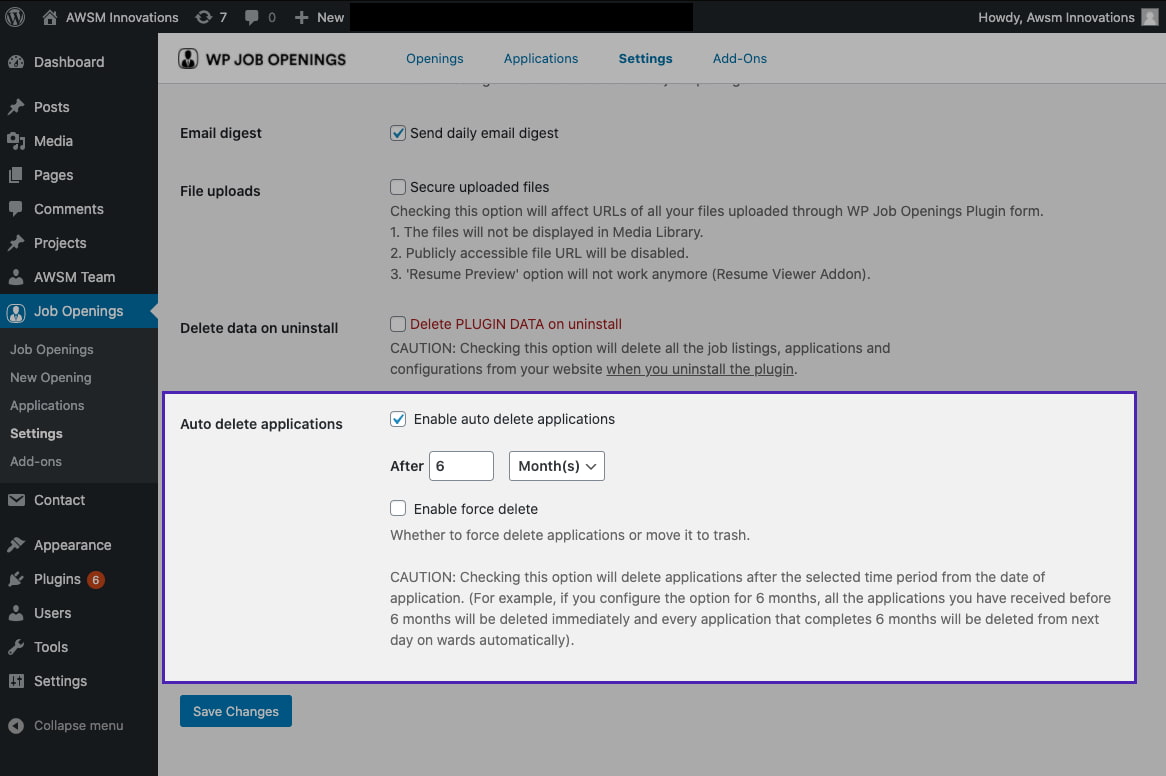 AWSM Innovations 7 0 New Howdy, Awsm Innovations
WP JOB OPENINGS Openings Applications Settings Add-Ons
Dashboard
Posts
Media
Pages
Comments
Projects
AWSM Team
Job Openings
Job Openings
New Opening
Applications
Settings
Add-ons
Contact
Appearance
Plugins 6
Users
Tools
Settings
Collapse menu
Email digest
Send daily email digest
File uploads
Secure uploaded files
Checking this option will affect URLs of all your files uploaded through WP Job Openings Plugin form.
1. The files will not be displayed in Media Library.
2. Publicly accessible file URL will be disabled.
3. 'Resume Preview' option will not work anymore (Resume Viewer Addon).
Delete data on uninstall
Delete PLUGIN DATA on uninstall
CAUTION: Checking this option will delete all the job listings, applications and
configurations from your website when you uninstall the plugin.
Auto delete applications
Enable auto delete applications
After 6 Month(s)
Enable force delete
Whether to force delete applications or move it to trash.
CAUTION: Checking this option will delete applications after the selected time period from the date of
application. (For example, if you configure the option for 6 months, all the applications you have received before
6 months will be deleted immediately and every application that completes 6 months will be deleted from next
day on wards automatically).
Save Changes